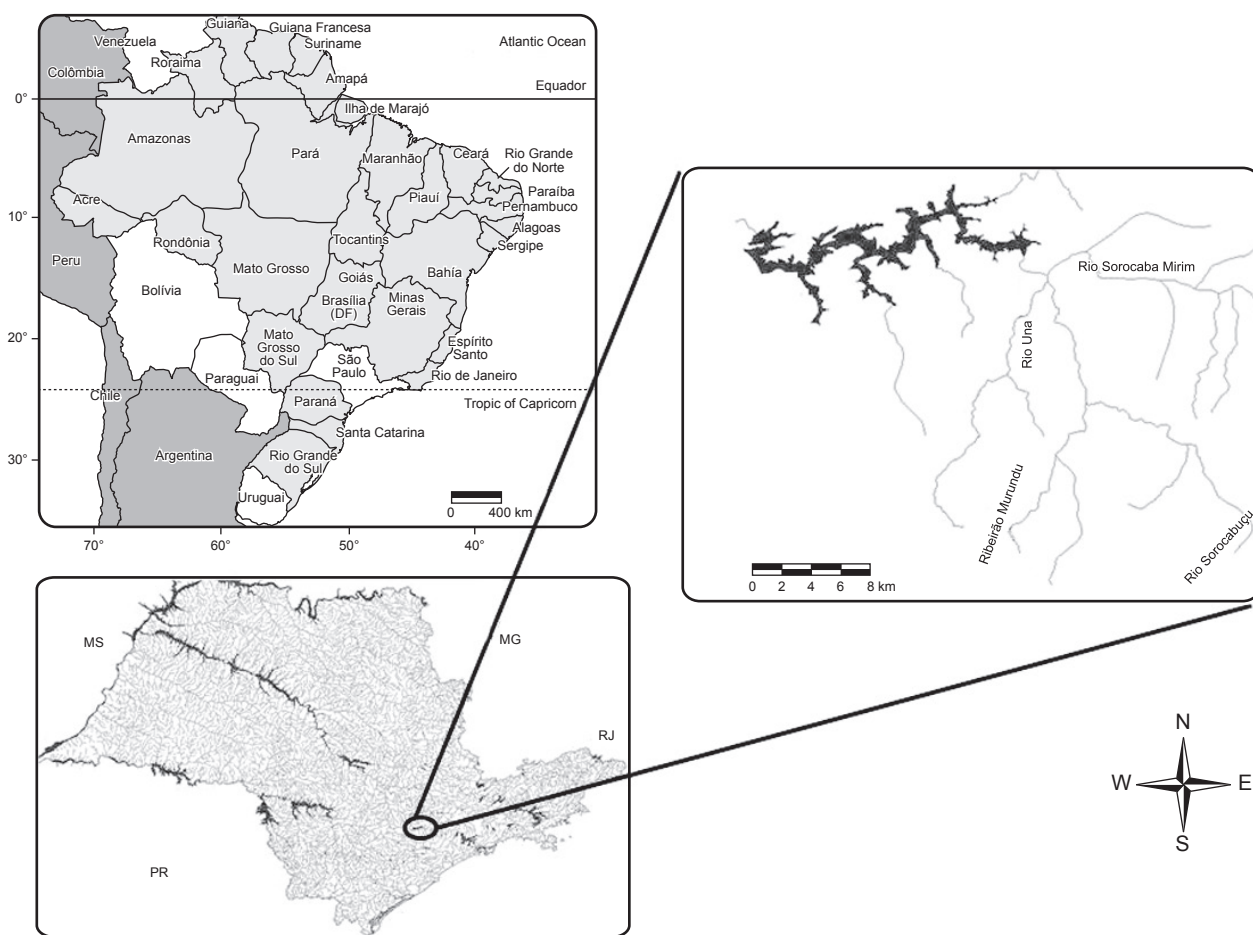 Guiana
Guiana Francesa
Suriname
Venezuela
Atlantic Ocean
Colômbia
Roraima
Amapá
Equador
0°
Ilha de Marajó
Amazonas
Pará
Maranhão
Ceará
Rio Grande
do Norte
Acre
Piauí
Paraíba
Pernambuco
10°
Alagoas
Rondônia
Tocantins
Sergipe
Peru
Mato Grosso
Goiás
Bahía
Bolívia
Brasília
(DF)
Minas
Gerais
20°
Mato
Grosso
do Sul
São
Paulo
Espírito
Santo
Paraguai
Rio de Janeiro
Chile
Paraná
Tropic of Capricorn
Santa Catarina
Argentina
Rio Grande
do Sul
30°
Uruguai
0 400 km
70° 60° 50° 40°
Rio Sorocaba Mirim
Rio Una
Ribeirão Murundu
Rio Sorocabuçu
0 2 4 6 8 km
MS
MG
RJ
PR
N
W E
S